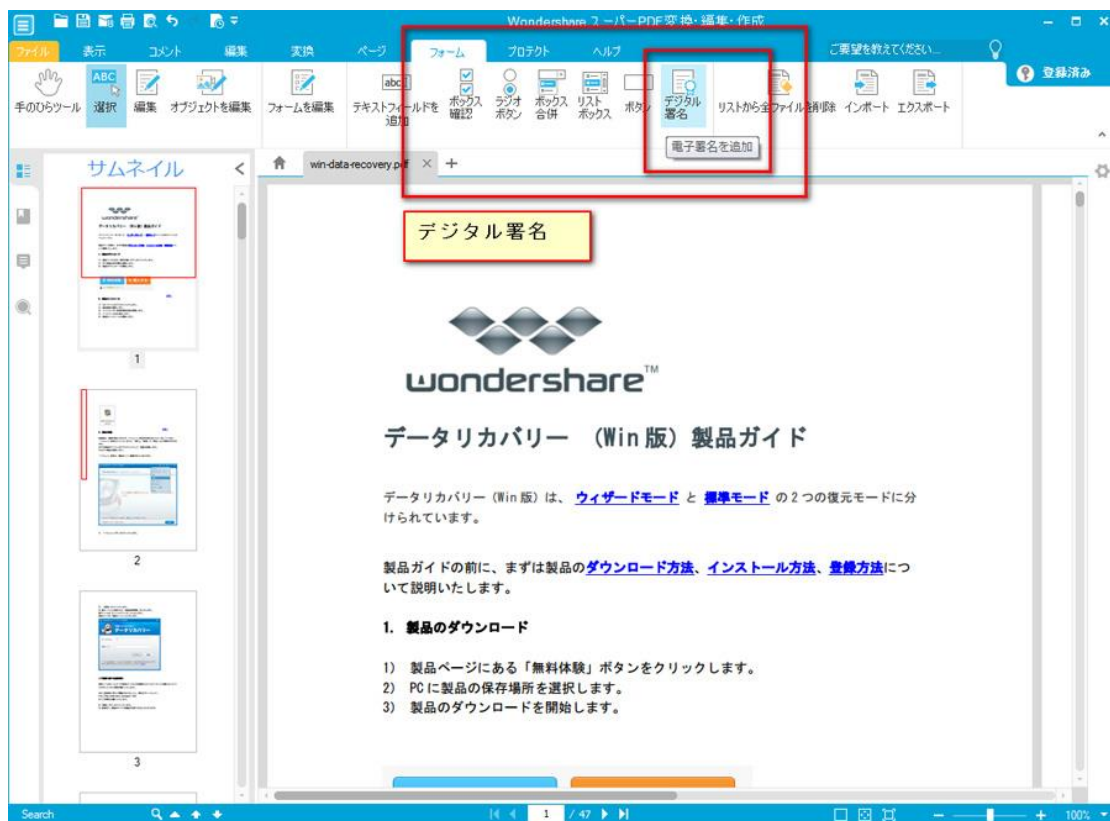 Wondershare スーパーPDF変換・編集・作成
ファイル
表示
コメント
編集
変換
ページ
フォーム
プロテクト
ヘルプ
ご要望を教えてください...
登録済み
手のひらツール
ABC
選択
編集
オブジェクトを編集
フォームを編集
abc
テキストフィールドを
追加
ボックス
確認
ラジオ
ボタン
ボックス
合併
リスト
ボックス
ボタン
デジタル
署名
リストから全ファイルを削除
インポート
エクスポート
電子署名を追加
サムネイル
win-data-recovery.pdf
デジタル署名
wondershare™
データリカバリー (Win版) 製品ガイド
データリカバリー (Win版) は、 ウィザードモード と 標準モード の2つの復元モードに分
けられています。
製品ガイドの前に、まずは製品のダウンロード方法、インストール方法、登録方法につ
いて説明いたします。
1. 製品のダウンロード
1) 製品ページにある「無料体験」ボタンをクリックします。
2) PCに製品の保存場所を選択します。
3) 製品のダウンロードを開始します。
1
2
3
Search
1 / 47
100%